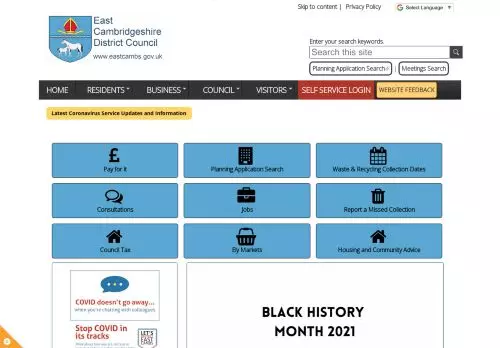 Skip to content | Privacy Policy
Select Language ▼
East
Cambridgeshire
District Council
www.eastcambs.gov.uk
Enter your search keywords.
Search this site
Planning Application Search | Meetings Search
HOME RESIDENTS BUSINESS COUNCIL VISITORS SELF SERVICE LOGIN WEBSITE FEEDBACK
Latest Coronavirus Service Updates and Information
Pay for it
Planning Application Search
Waste & Recycling Collection Dates
Consultations
Jobs
Report a Missed Collection
Council Tax
Ely Markets
Housing and Community Advice
COVID doesn't go away...
when you're chatting with colleagues
Stop COVID in
its tracks
LET'S
EAST
BLACK HISTORY
MONTH 2021